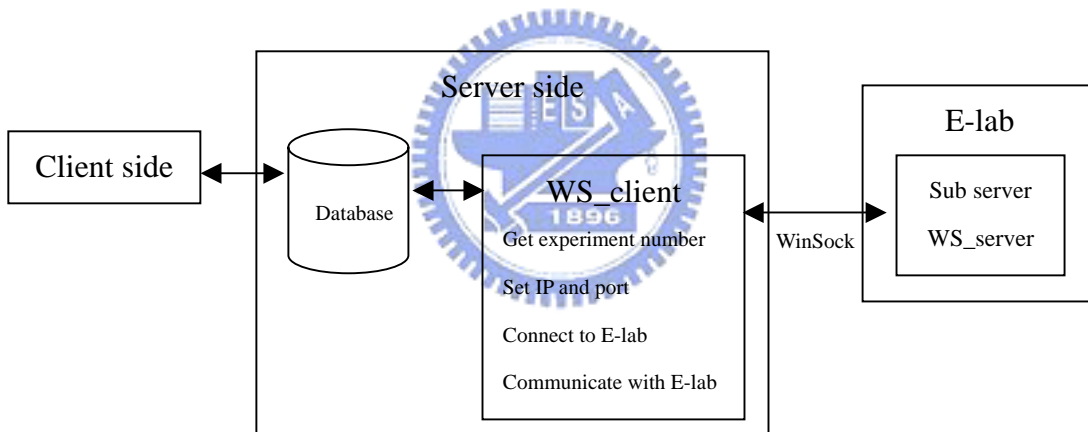 Server side
E S A
1896
Client side
Database
WS_client
Get experiment number
Set IP and port
Connect to E-lab
Communicate with E-lab
WinSock
E-lab
Sub server
WS_server